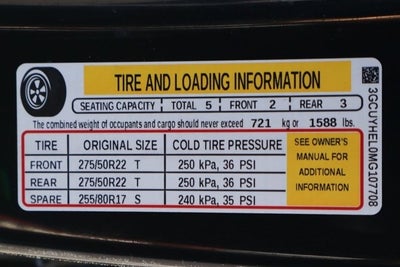 TIRE AND LOADING INFORMATION
SEATING CAPACITY TOTAL 5 FRONT 2 REAR 3
The combined weight of occupants and cargo should never exceed 721 kg or 1588 lbs.
TIRE ORIGINAL SIZE COLD TIRE PRESSURE
FRONT 275/50R22 T 250 kPa, 36 PSI
REAR 275/50R22 T 250 kPa, 36 PSI
SPARE 255/80R17 S 240 kPa, 35 PSI
SEE OWNER'S
MANUAL FOR
ADDITIONAL
INFORMATION
3GCUYHEL0MG107708